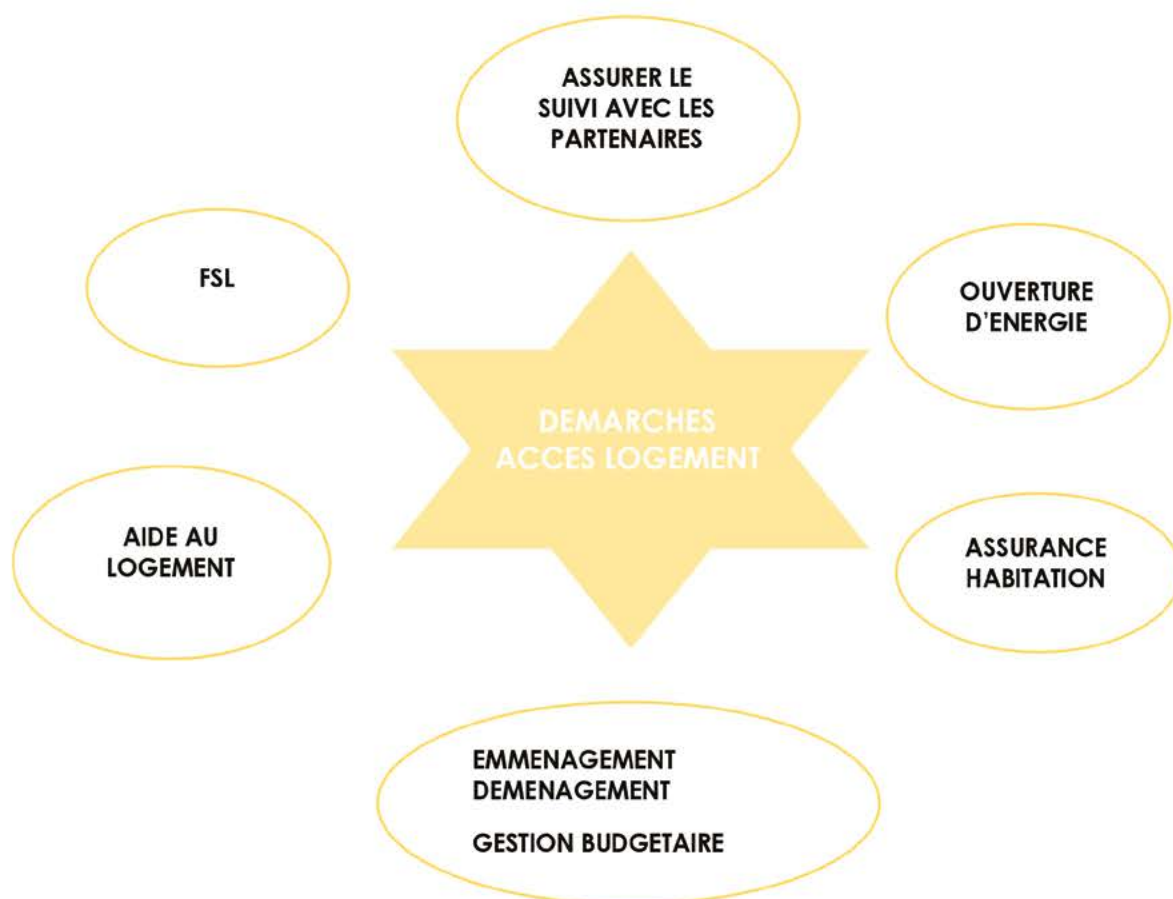 ASSURER LE
SUIVI AVEC LES
PARTENAIRES
FSL
OUVERTURE
D'ENERGIE
DEMARCHES
ACCES LOGEMENT
AIDE AU
LOGEMENT
ASSURANCE
HABITATION
EMMENAGEMENT
DEMENAGEMENT
GESTION BUDGETAIRE